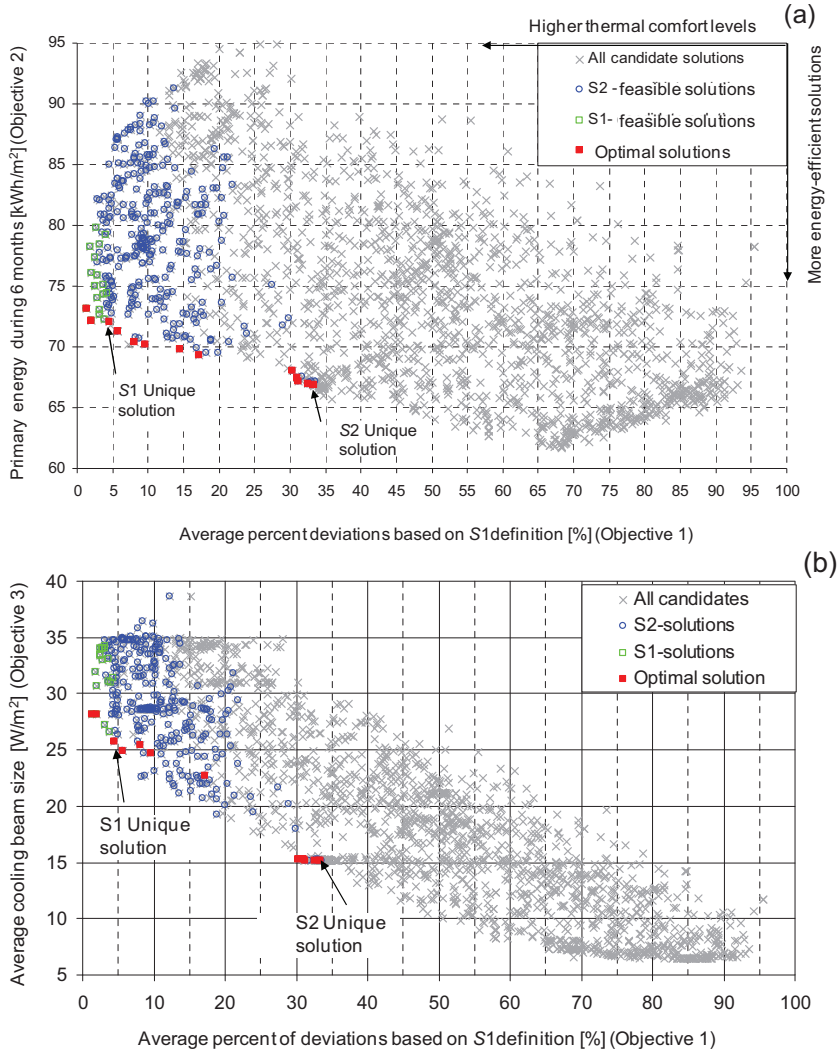 (a)
Higher thermal comfort levels
All candidate solutions
S2 - feasible solutions
S1- feasible solutions
Optimal solutions
More energy-efficient solutions
Primary energy during 6 months [kWh/m²] (Objective 2)
95
90
85
80
75
70
65
60
S1 Unique
solution
S2 Unique
solution
0 5 10 15 20 25 30 35 40 45 50 55 60 65 70 75 80 85 90 95 100
Average percent deviations based on S1definition [%] (Objective 1)
(b)
All candidates
S2-solutions
S1-solutions
Optimal solution
Average cooling beam size [W/m²] (Objective 3)
40
35
30
25
20
15
10
5
S1 Unique
solution
S2 Unique
solution
0 10 20 30 40 50 60 70 80 90 100
Average percent of deviations based on S1definition [%] (Objective 1)